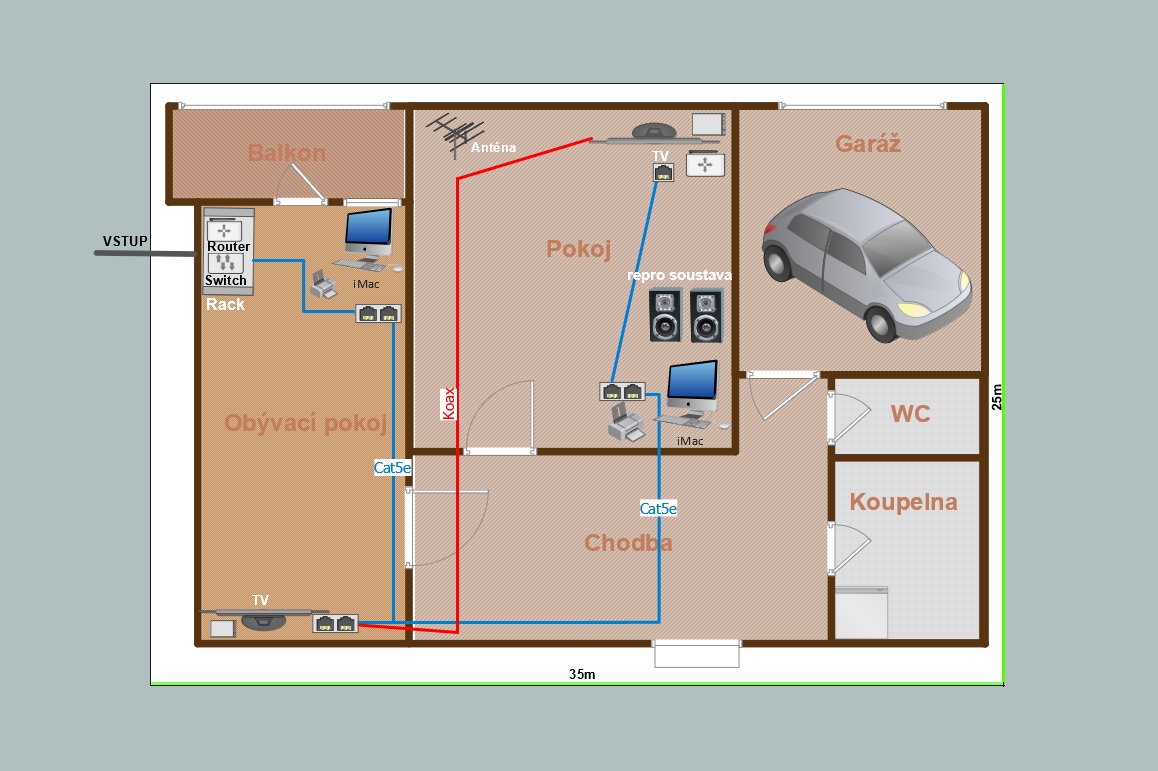 Balkon
Anténa
TV
Garáž
VSTUP
Router
Switch
Rack
iMac
Pokoj
repro soustava
Koax
iMac
WC
25m
Obývací pokoj
Cat5e
Cat5e
Koupelna
Chodba
TV
35m